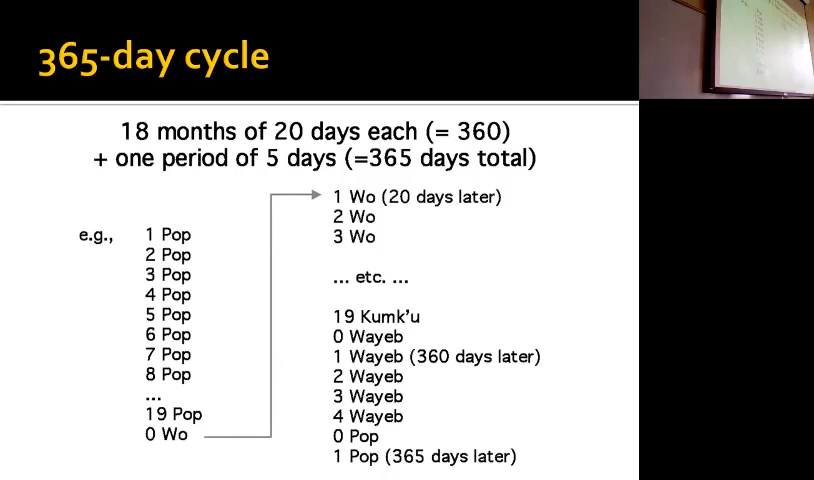 365-day cycle
18 months of 20 days each (= 360)
+ one period of 5 days (=365 days total)
e.g.,
1 Pop
2 Pop
3 Pop
4 Pop
5 Pop
6 Pop
7 Pop
8 Pop
...
19 Pop
0 Wo
1 Wo (20 days later)
2 Wo
3 Wo
... etc. ...
19 Kumk'u
0 Wayeb
1 Wayeb (360 days later)
2 Wayeb
3 Wayeb
4 Wayeb
0 Pop
1 Pop (365 days later)